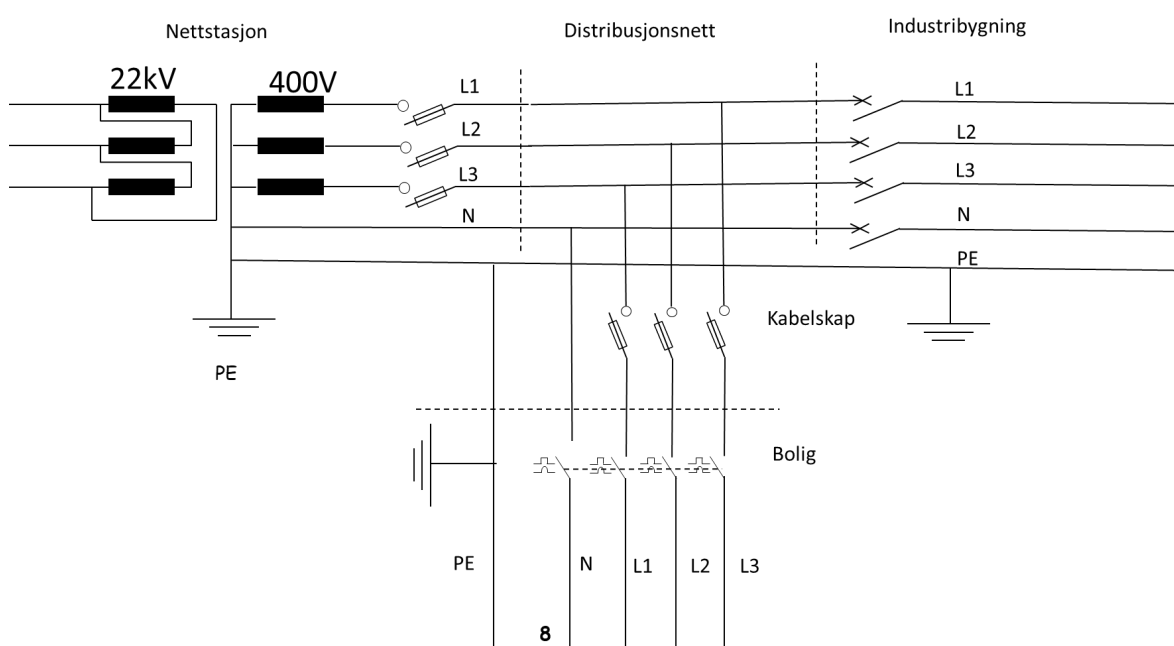 Nettstasjon
Distribusjonsnett
Industribygning
22kV
400V
L1
L1
L2
L2
L3
L3
N
N
PE
Kabelskap
PE
Bolig
PE
N
L1
L2
L3
8